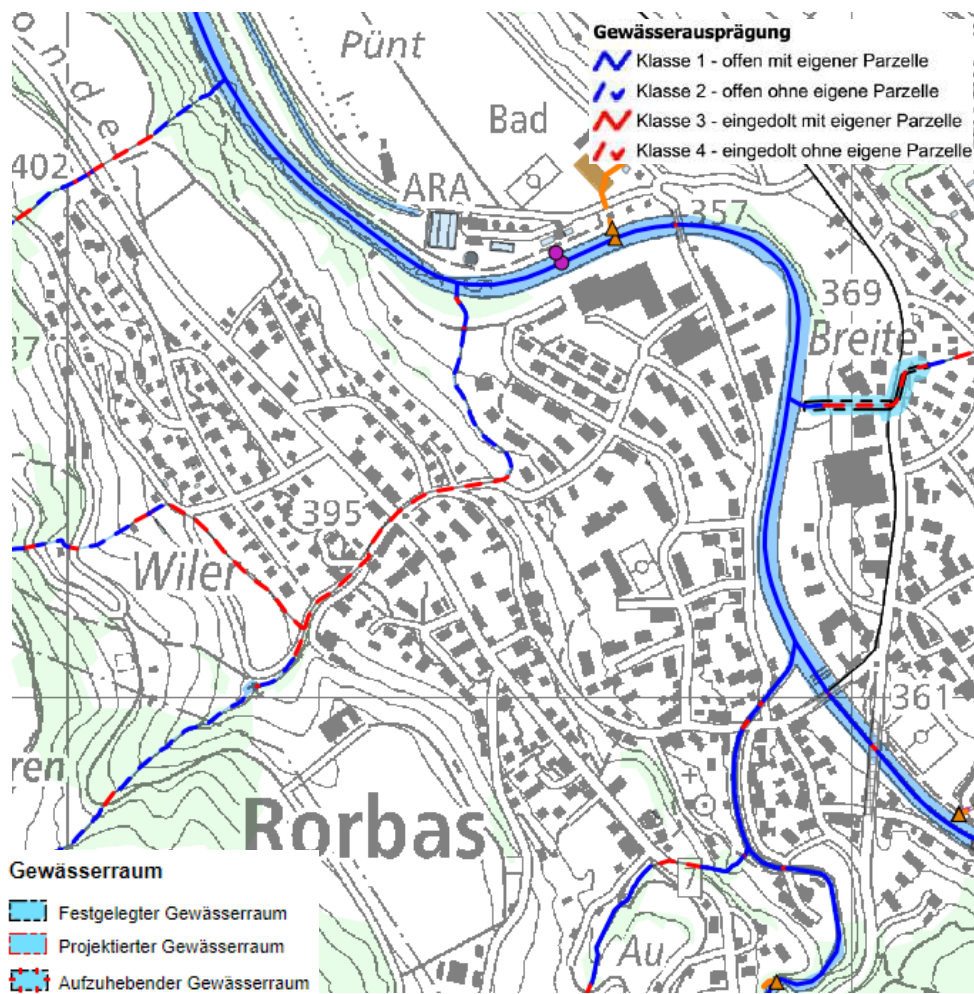 Gewässerausprägung
Klasse 1 - offen mit eigener Parzelle
Klasse 2 - offen ohne eigene Parzelle
Klasse 3 - eingedolt mit eigener Parzelle
Klasse 4 - eingedolt ohne eigene Parzelle
Pünt
Bad
402
ARA
357
369
Breite
395
Wiler
361
ren
Rorbas
7
Au
Gewässerraum
Festgelegter Gewässerraum
Projektierter Gewässerraum
Aufzuhebender Gewässerraum